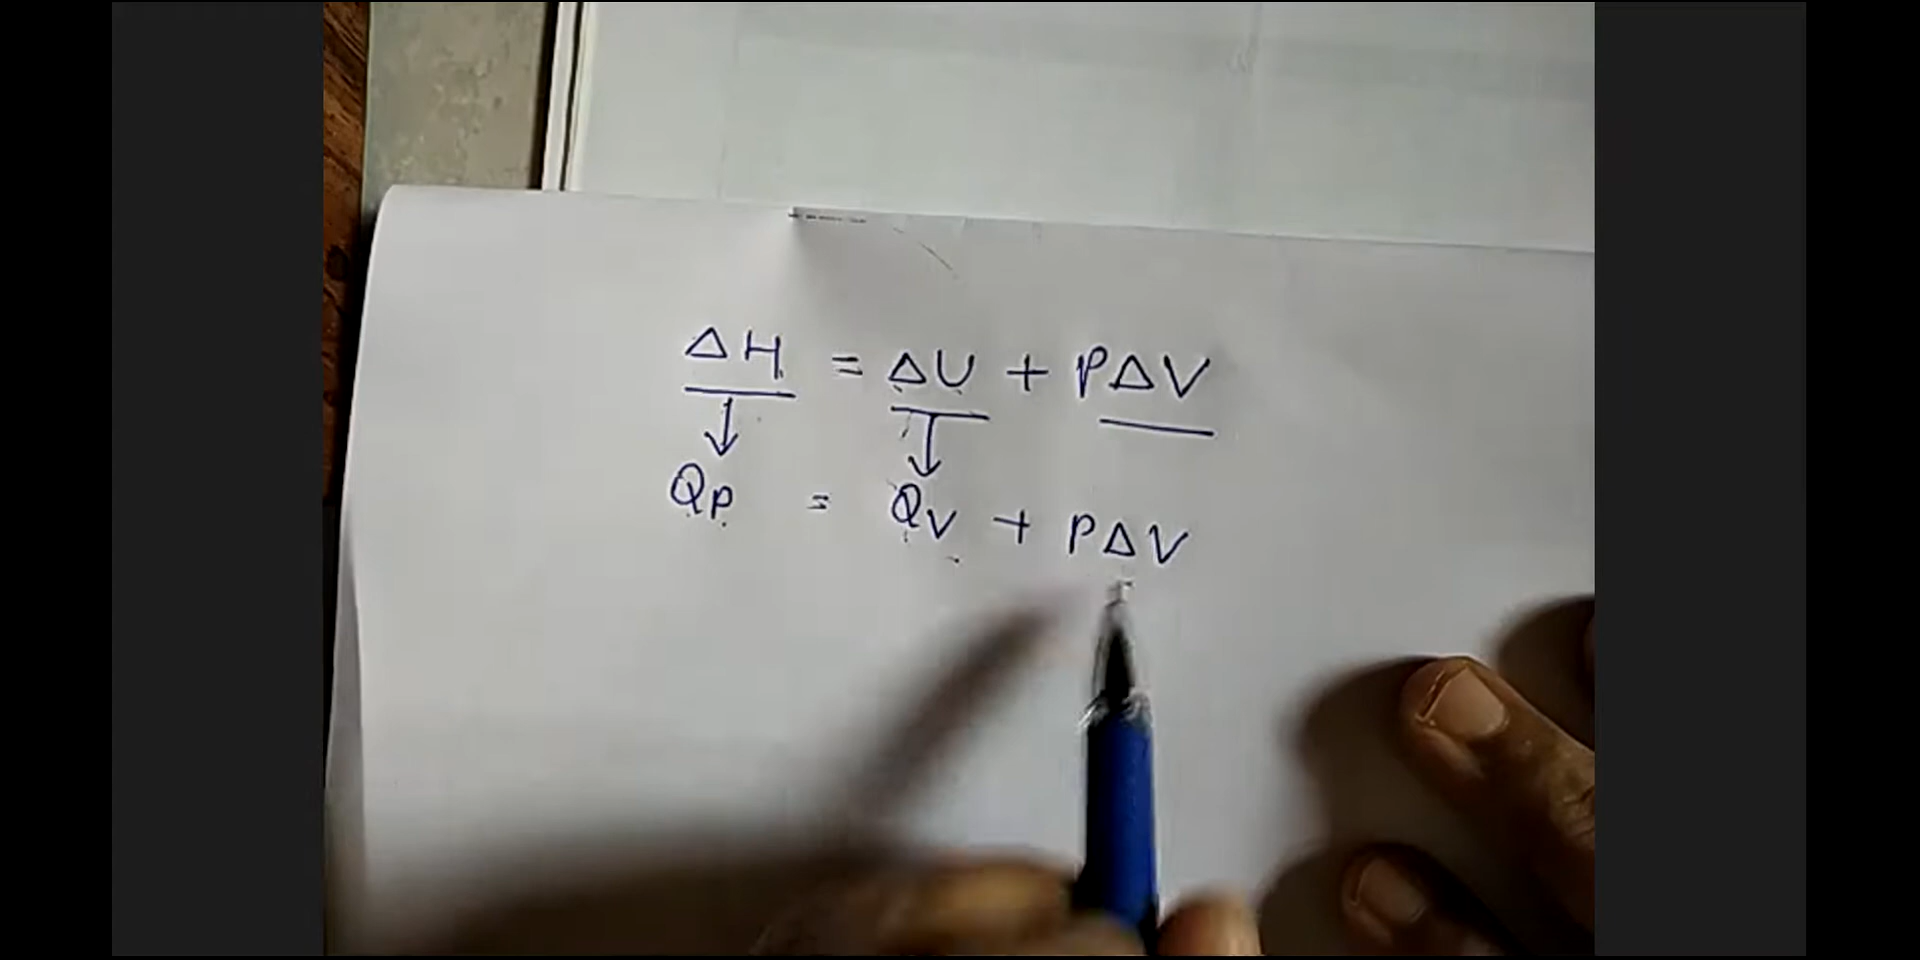 ΔH = ΔU + PΔV
↓ ↓
QP = QV + PΔV